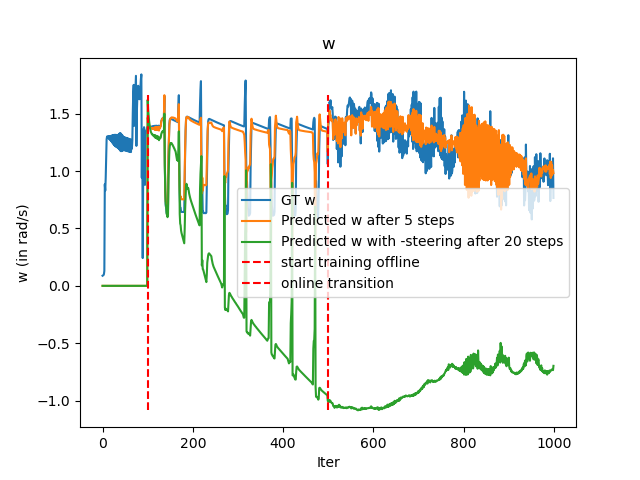 w
w (in rad/s)
1.5
1.0
0.5
0.0
−0.5
−1.0
GT w
Predicted w after 5 steps
Predicted w with -steering after 20 steps
start training offline
online transition
0 200 400 600 800 1000
Iter